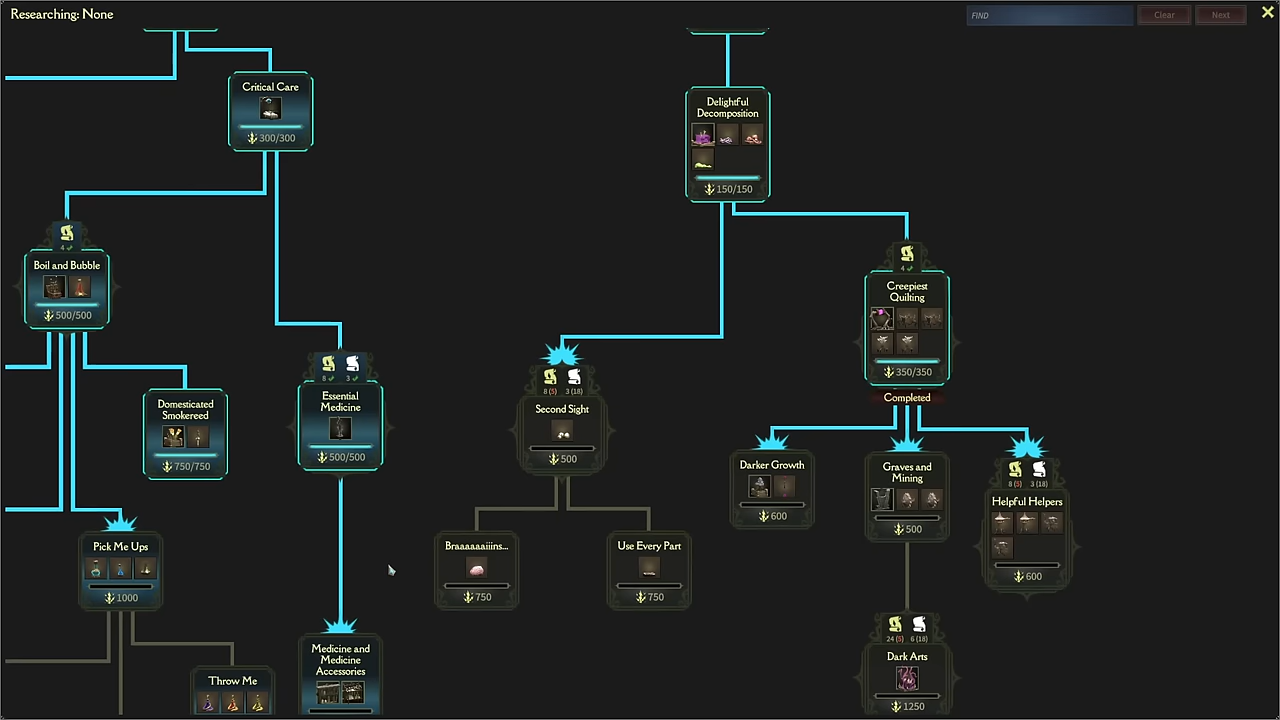 Researching: None
FIND
Clear
Next
Critical Care
300/300
Delightful
Decomposition
150/150
4
Boil and Bubble
500/500
4
Creepiest
Quilting
350/350
Completed
8 3
Essential
Medicine
500/500
8 (5) 3 (18)
Second Sight
500
Domesticated
Smokereed
750/750
Darker Growth
600
Graves and
Mining
500
8 (5) 3 (18)
Helpful Helpers
600
Pick Me Ups
1000
Braaaaaaiiins...
750
Use Every Part
750
24 (5) 6 (18)
Dark Arts
1250
Medicine and
Medicine
Accessories
Throw Me